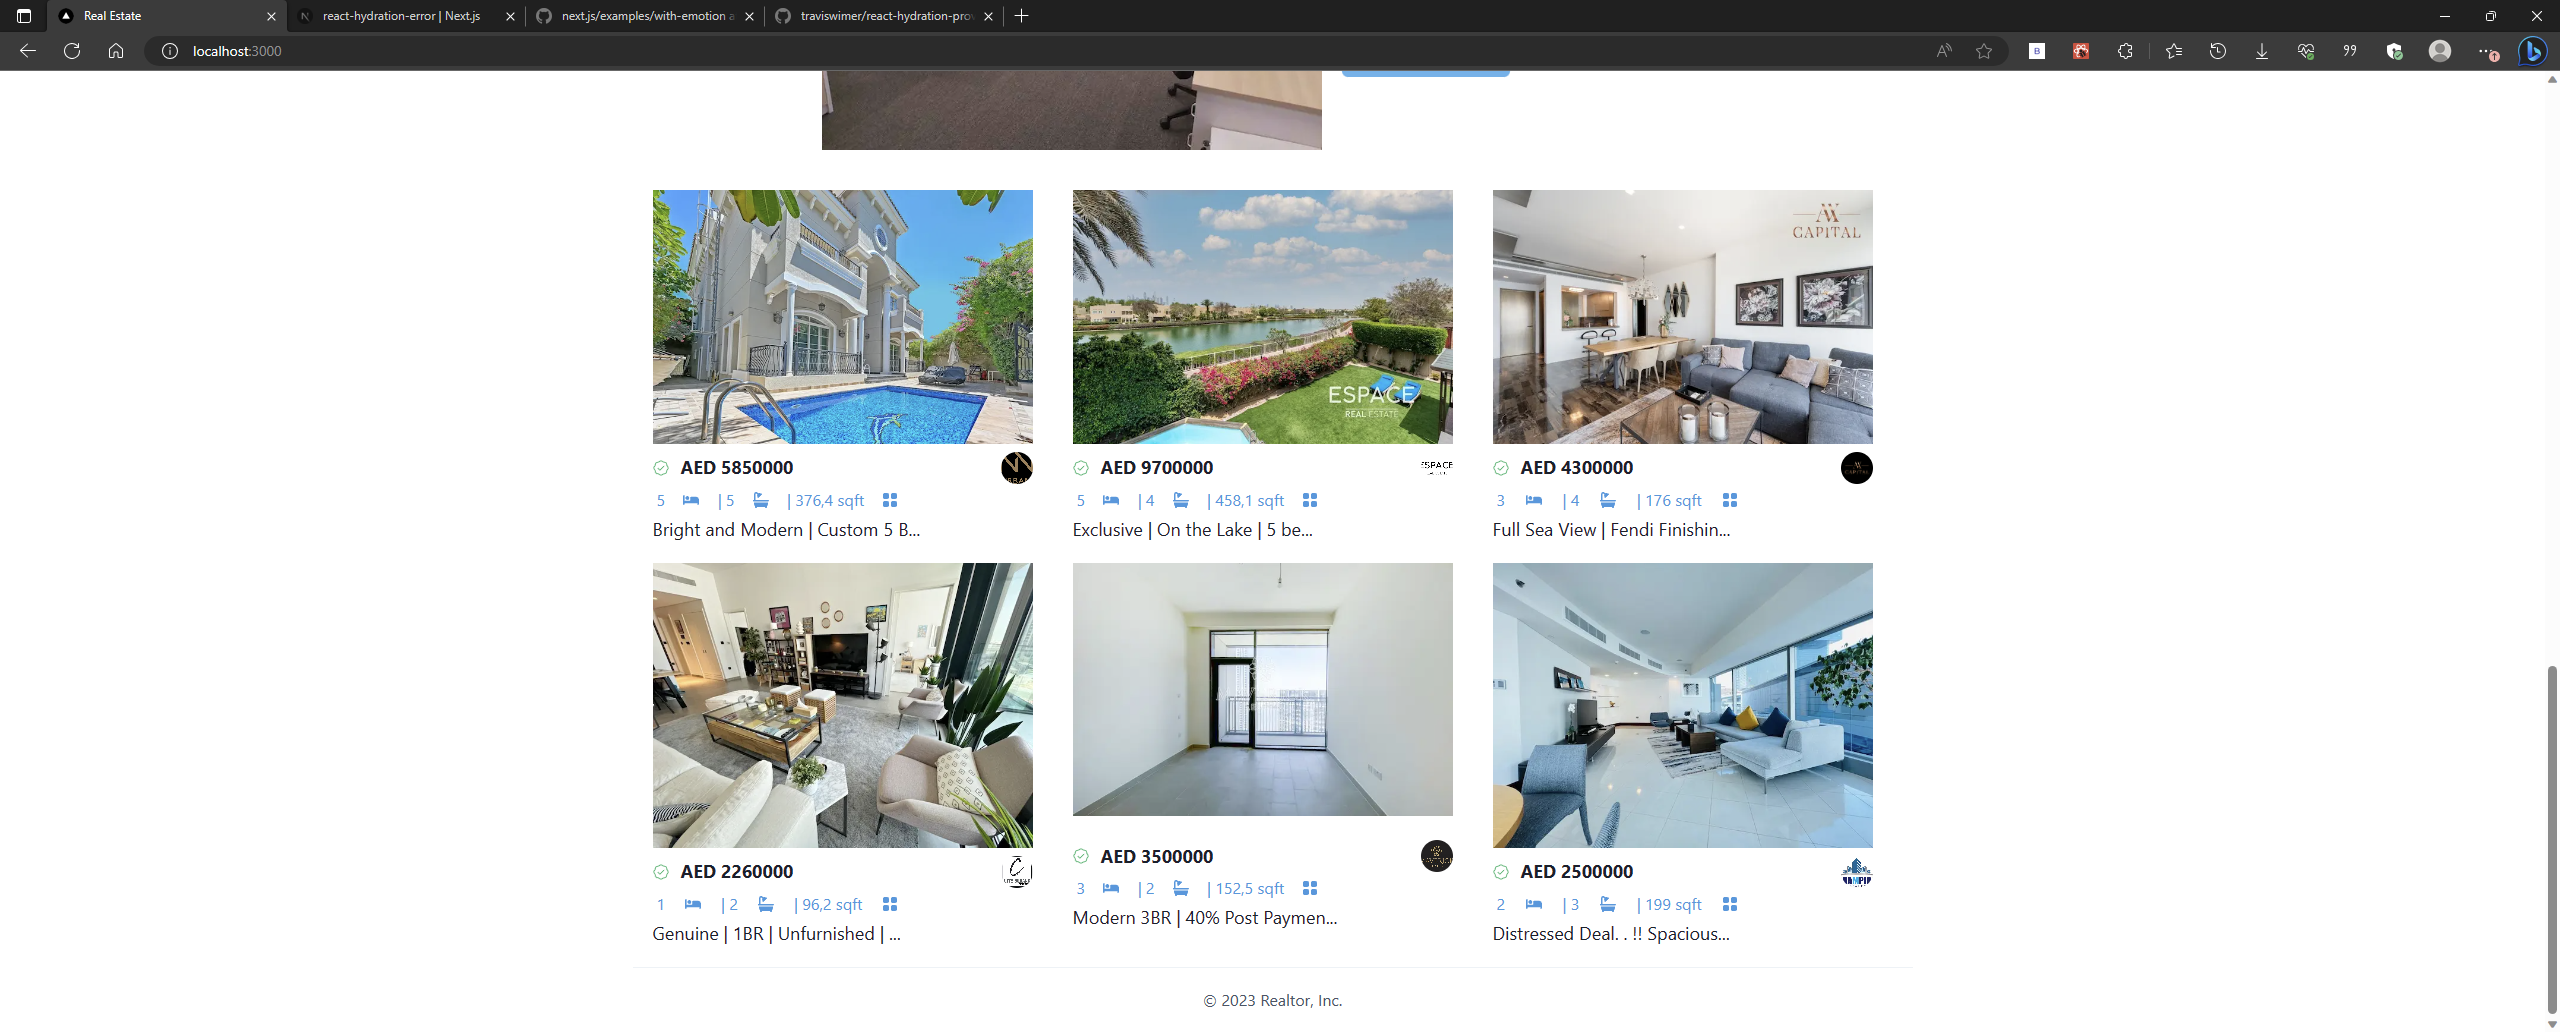 Real Estate
react-hydration-error | Next.js
next.js/examples/with-emotion a
traviswimer/react-hydration-prov
localhost:3000
AX
CAPITAL
ESPACE
REAL ESTATE
AED 5850000
5 | 5 | 376,4 sqft
Bright and Modern | Custom 5 B...
AED 9700000
ESPACE
5 | 4 | 458,1 sqft
Exclusive | On the Lake | 5 be...
AED 4300000
3 | 4 | 176 sqft
Full Sea View | Fendi Finishin...
AED 2260000
1 | 2 | 96,2 sqft
Genuine | 1BR | Unfurnished | ...
AED 3500000
3 | 2 | 152,5 sqft
Modern 3BR | 40% Post Paymen...
AED 2500000
2 | 3 | 199 sqft
Distressed Deal. . !! Spacious...
© 2023 Realtor, Inc.